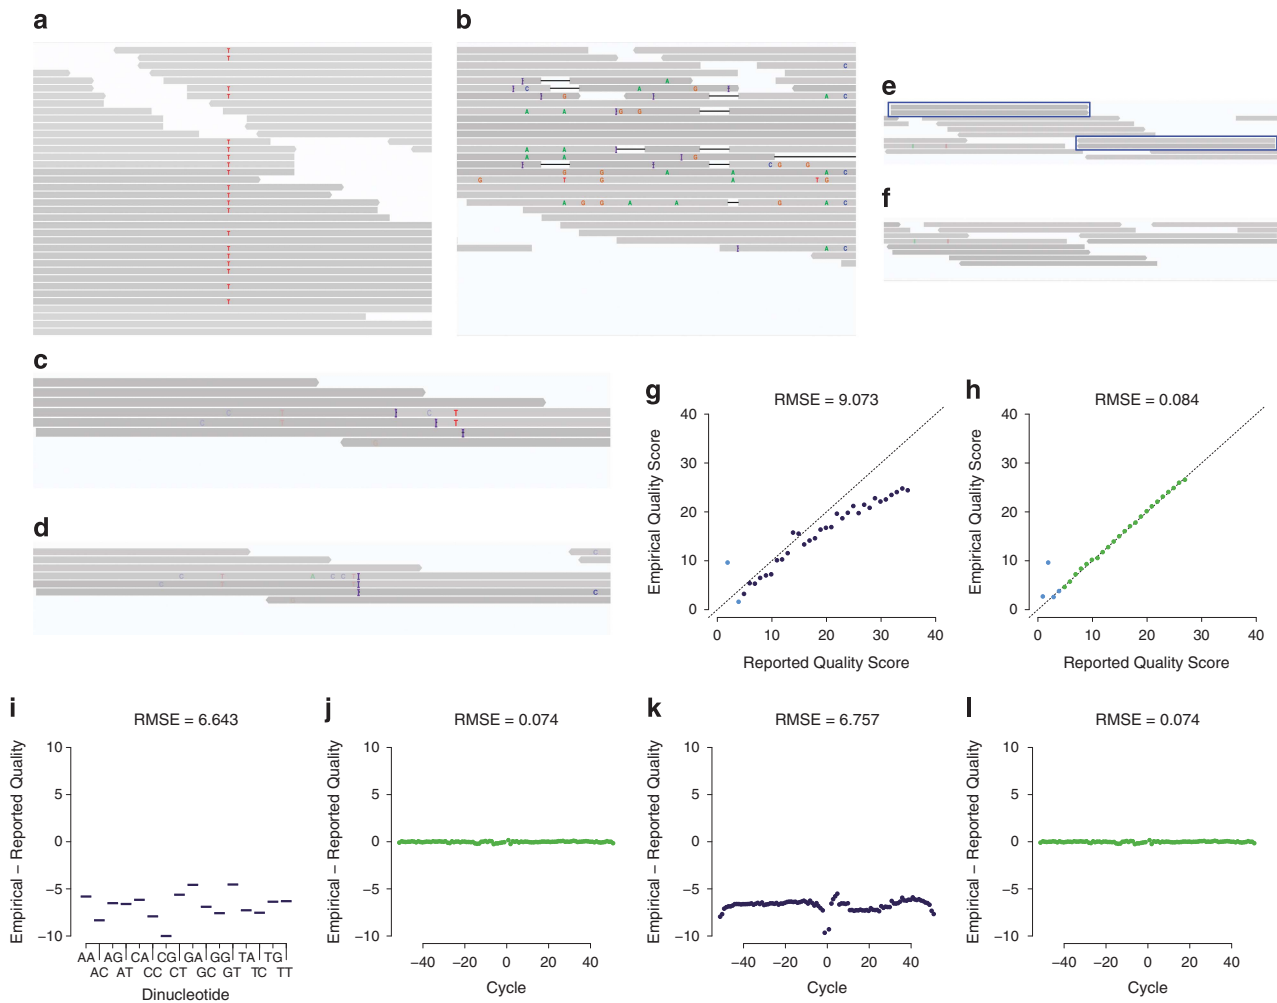 a
b
e
f
c
d
g
RMSE = 9.073
Empirical Quality Score
40
30
20
10
0
0 10 20 30 40
Reported Quality Score
h
RMSE = 0.084
Empirical Quality Score
40
30
20
10
0
0 10 20 30 40
Reported Quality Score
i
RMSE = 6.643
Empirical – Reported Quality
10
5
0
−5
−10
AA AG CA CG GA GG TA TG
AC AT CC CT GC GT TC TT
Dinucleotide
j
RMSE = 0.074
Empirical – Reported Quality
10
5
0
−5
−10
−40 −20 0 20 40
Cycle
k
RMSE = 6.757
Empirical – Reported Quality
10
5
0
−5
−10
−40 −20 0 20 40
Cycle
l
RMSE = 0.074
Empirical – Reported Quality
10
5
0
−5
−10
−40 −20 0 20 40
Cycle